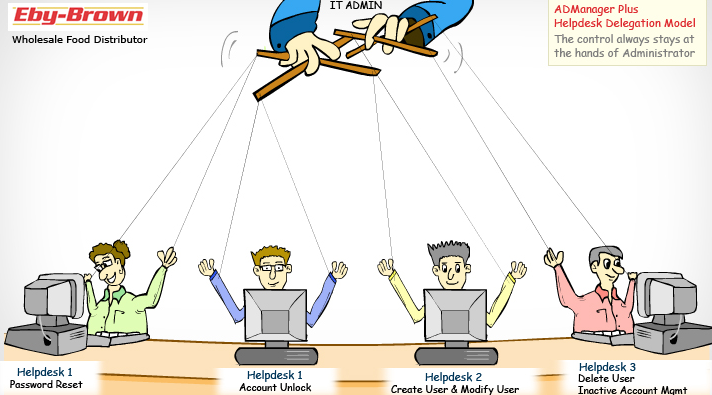 Eby-Brown
Wholesale Food Distributor
IT ADMIN
ADManager Plus
Helpdesk Delegation Model
The control always stays at
the hands of Administrator
Helpdesk 1
Password Reset
Helpdesk 1
Account Unlock
Helpdesk 2
Create User & Modify User
Helpdesk 3
Delete User
Inactive Account Mgmt